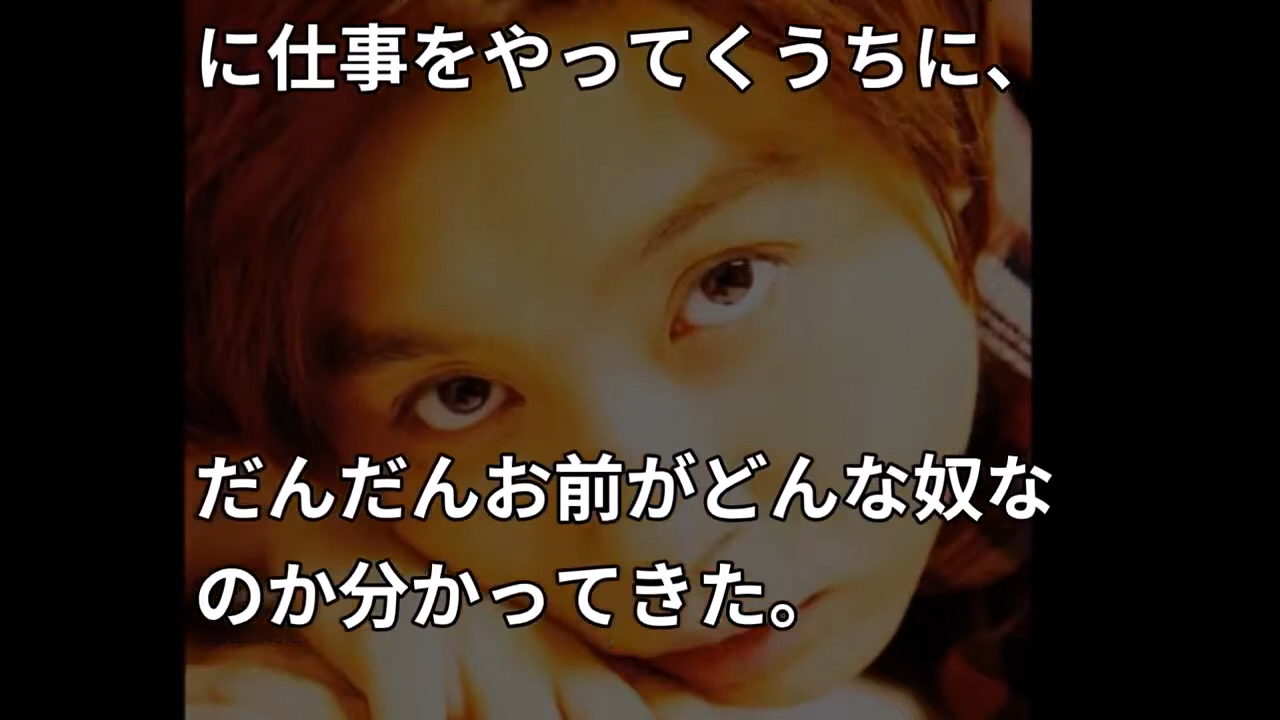 に仕事をやってくうちに、
だんだんお前がどんな奴な
のか分かってきた。